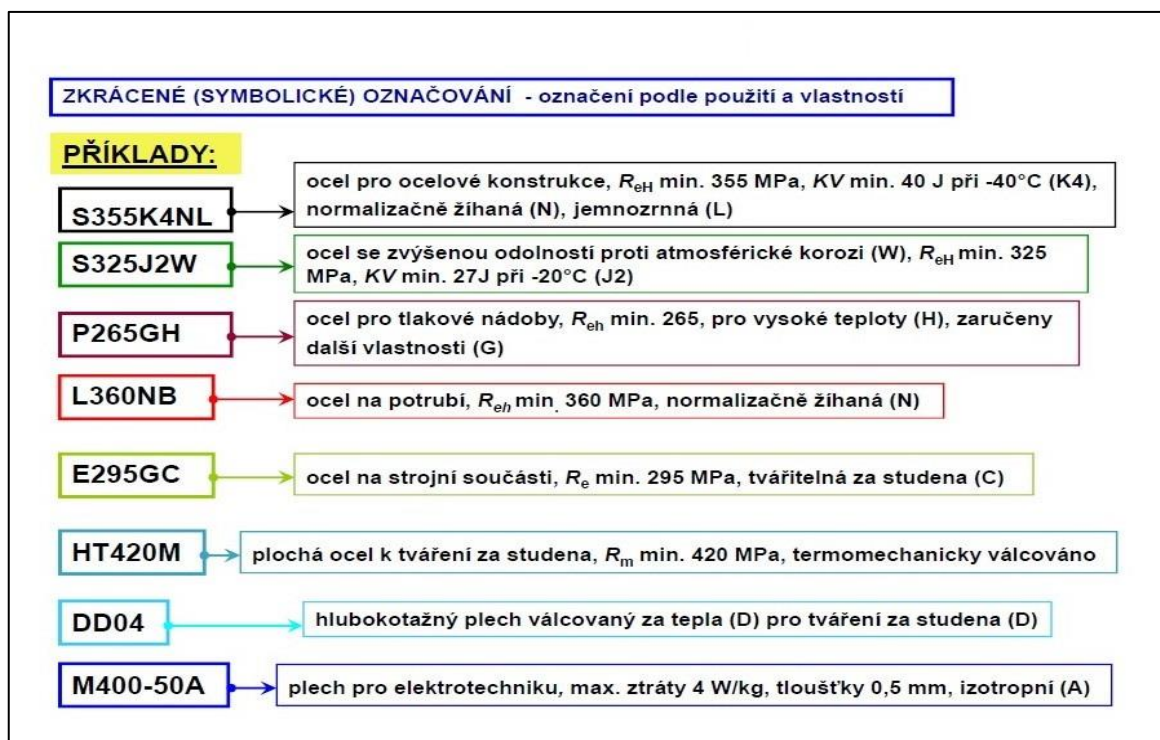 ZKRÁCENÉ (SYMBOLICKÉ) OZNAČOVÁNÍ - označení podle použití a vlastností
PŘÍKLADY:
S355K4NL
ocel pro ocelové konstrukce, ReH min. 355 MPa, KV min. 40 J při -40°C (K4),
normalizačně žíhaná (N), jemnozrnná (L)
S325J2W
ocel se zvýšenou odolností proti atmosférické korozi (W), ReH min. 325
MPa, KV min. 27J při -20°C (J2)
P265GH
ocel pro tlakové nádoby, Reh min. 265, pro vysoké teploty (H), zaručeny
další vlastnosti (G)
L360NB
ocel na potrubí, Reh min. 360 MPa, normalizačně žíhaná (N)
E295GC
ocel na strojní součásti, Re min. 295 MPa, tvářitelná za studena (C)
HT420M
plochá ocel k tváření za studena, Rm min. 420 MPa, termomechanicky válcováno
DD04
hlubokotažný plech válcovaný za tepla (D) pro tváření za studena (D)
M400-50A
plech pro elektrotechniku, max. ztráty 4 W/kg, tloušťky 0,5 mm, izotropní (A)